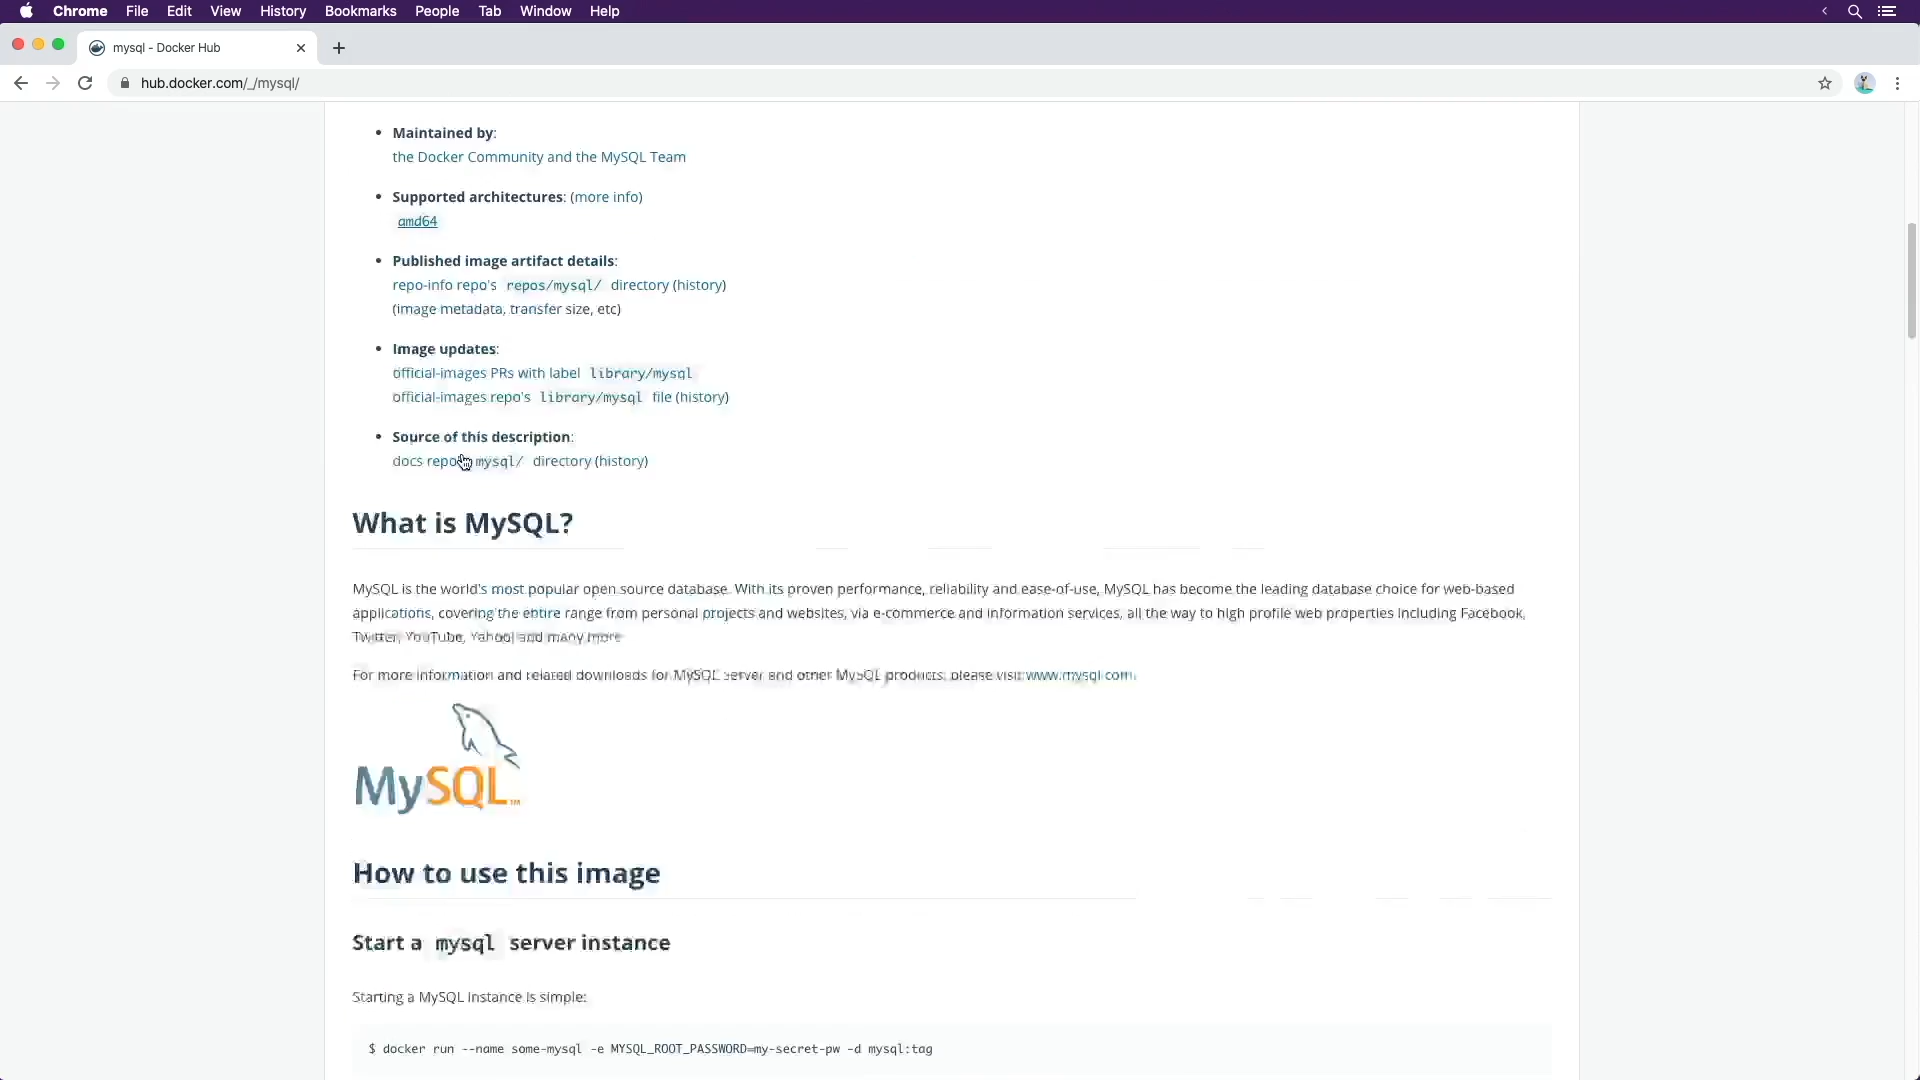 Chrome File Edit View History Bookmarks People Tab Window Help
mysql - Docker Hub
hub.docker.com/_/mysql/
Maintained by:
the Docker Community and the MySQL Team
Supported architectures: (more info)
amd64
Published image artifact details:
repo-info repo's repos/mysql/ directory (history)
(image metadata, transfer size, etc)
Image updates:
official-images PRs with label library/mysql
official-images repo's library/mysql file (history)
Source of this description:
docs repo mysql/ directory (history)
What is MySQL?
MySQL is the world's most popular open source database. With its proven performance, reliability and ease-of-use, MySQL has become the leading database choice for web-based
applications, covering the entire range from personal projects and websites, via e-commerce and information services, all the way to high profile web properties including Facebook,
Twitter, YouTube, Yahoo! and many more
For more information and related downloads for MySQL Server and other MySQL products, please visit www.mysql.com.
MySQL™
How to use this image
Start a mysql server instance
Starting a MySQL instance is simple:
$ docker run --name some-mysql -e MYSQL_ROOT_PASSWORD=my-secret-pw -d mysql:tag